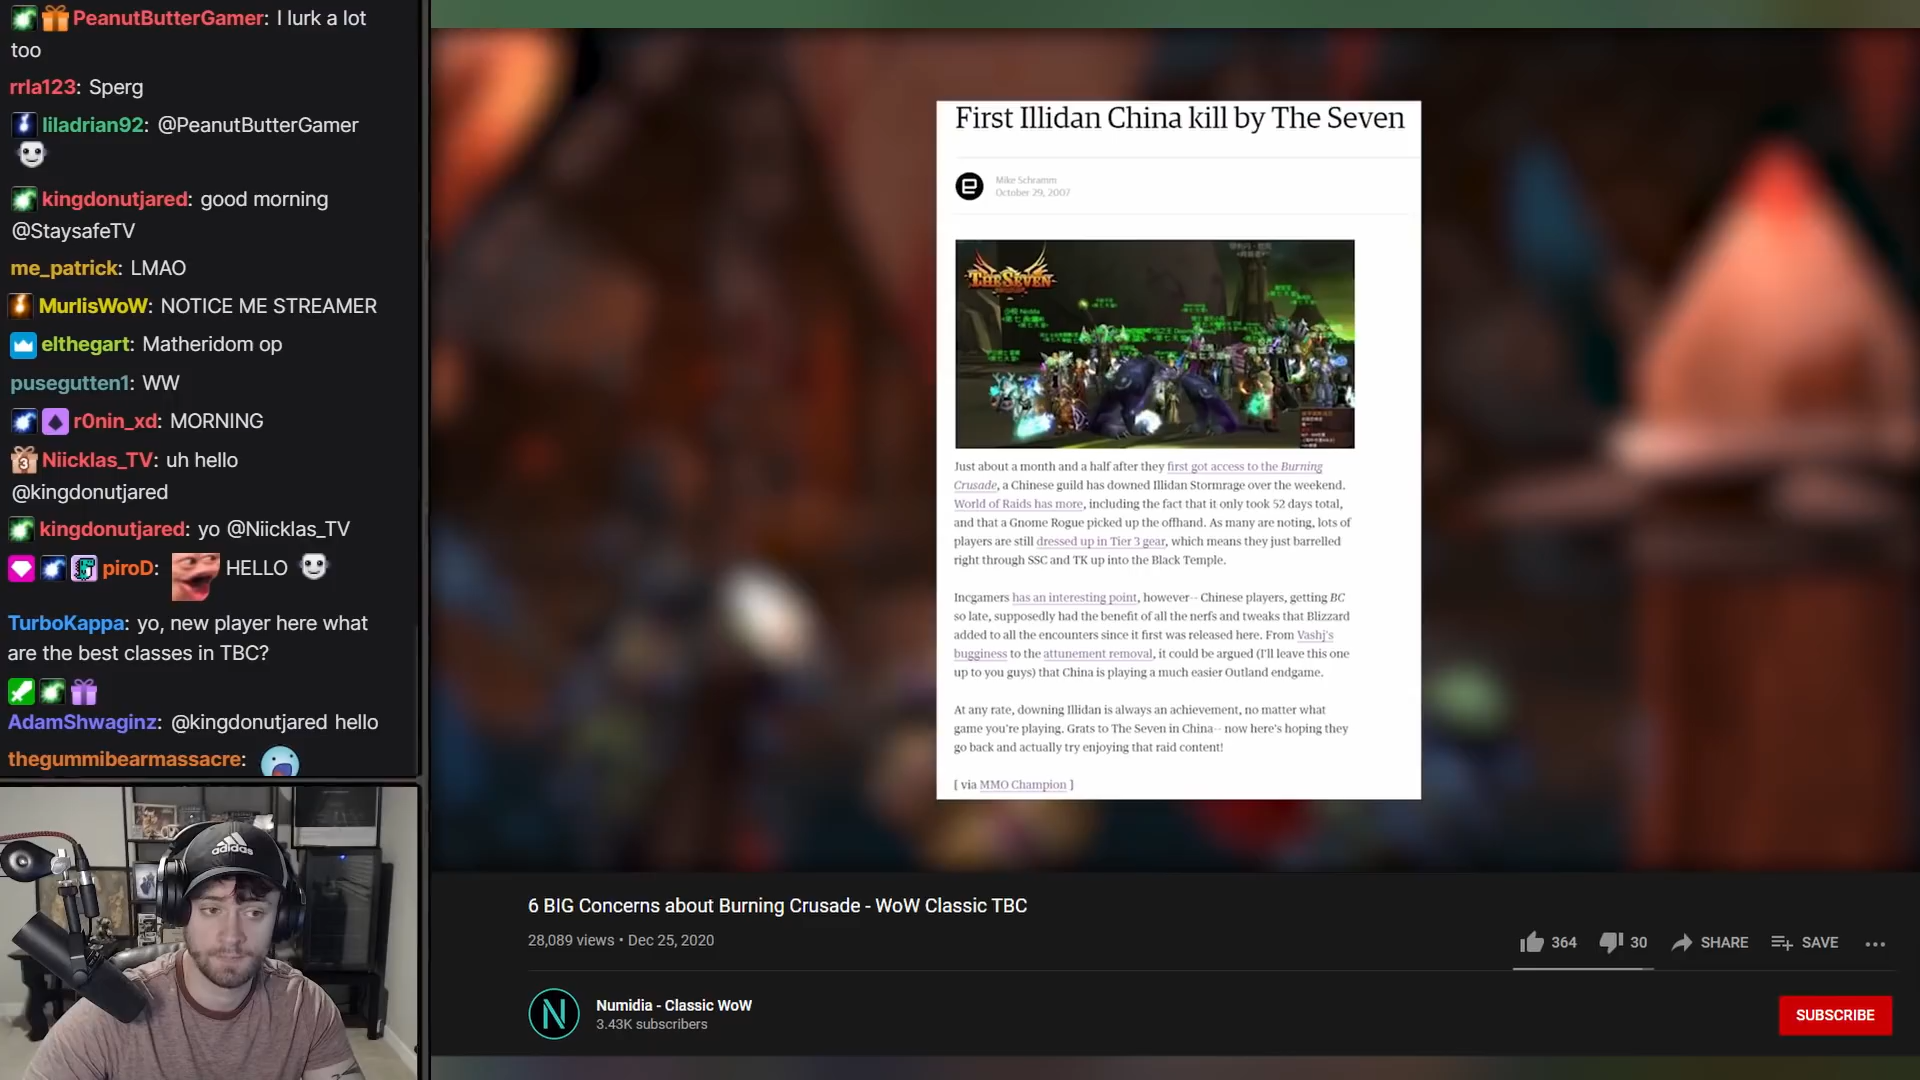 PeanutButterGamer: I lurk a lot
too
rrla123: Sperg
liladrian92: @PeanutButterGamer
kingdonutjared: good morning
@StaysafeTV
me_patrick: LMAO
MurlisWoW: NOTICE ME STREAMER
elthegart: Matheridom op
pusegutten1: WW
r0nin_xd: MORNING
3
Niicklas_TV: uh hello
@kingdonutjared
kingdonutjared: yo @Niicklas_TV
piroD: HELLO
TurboKappa: yo, new player here what
are the best classes in TBC?
AdamShwaginz: @kingdonutjared hello
thegummibearmassacre:
adidas
First Illidan China kill by The Seven
Mike Schramm
October 29, 2007
THE SEVEN
Just about a month and a half after they first got access to the Burning
Crusade, a Chinese guild has downed Illidan Stormrage over the weekend.
World of Raids has more, including the fact that it only took 52 days total,
and that a Gnome Rogue picked up the offhand. As many are noting, lots of
players are still dressed up in Tier 3 gear, which means they just barrelled
right through SSC and TK up into the Black Temple.
Incgamers has an interesting point, however-- Chinese players, getting BC
so late, supposedly had the benefit of all the nerfs and tweaks that Blizzard
added to all the encounters since it first was released here. From Vashj's
bugginess to the attunement removal, it could be argued (I'll leave this one
up to you guys) that China is playing a much easier Outland endgame.
At any rate, downing Illidan is always an achievement, no matter what
game you're playing. Grats to The Seven in China-- now here's hoping they
go back and actually try enjoying that raid content!
[ via MMO Champion ]
6 BIG Concerns about Burning Crusade - WoW Classic TBC
28,089 views • Dec 25, 2020
364
30
SHARE
SAVE
N
Numidia - Classic WoW
3.43K subscribers
SUBSCRIBE